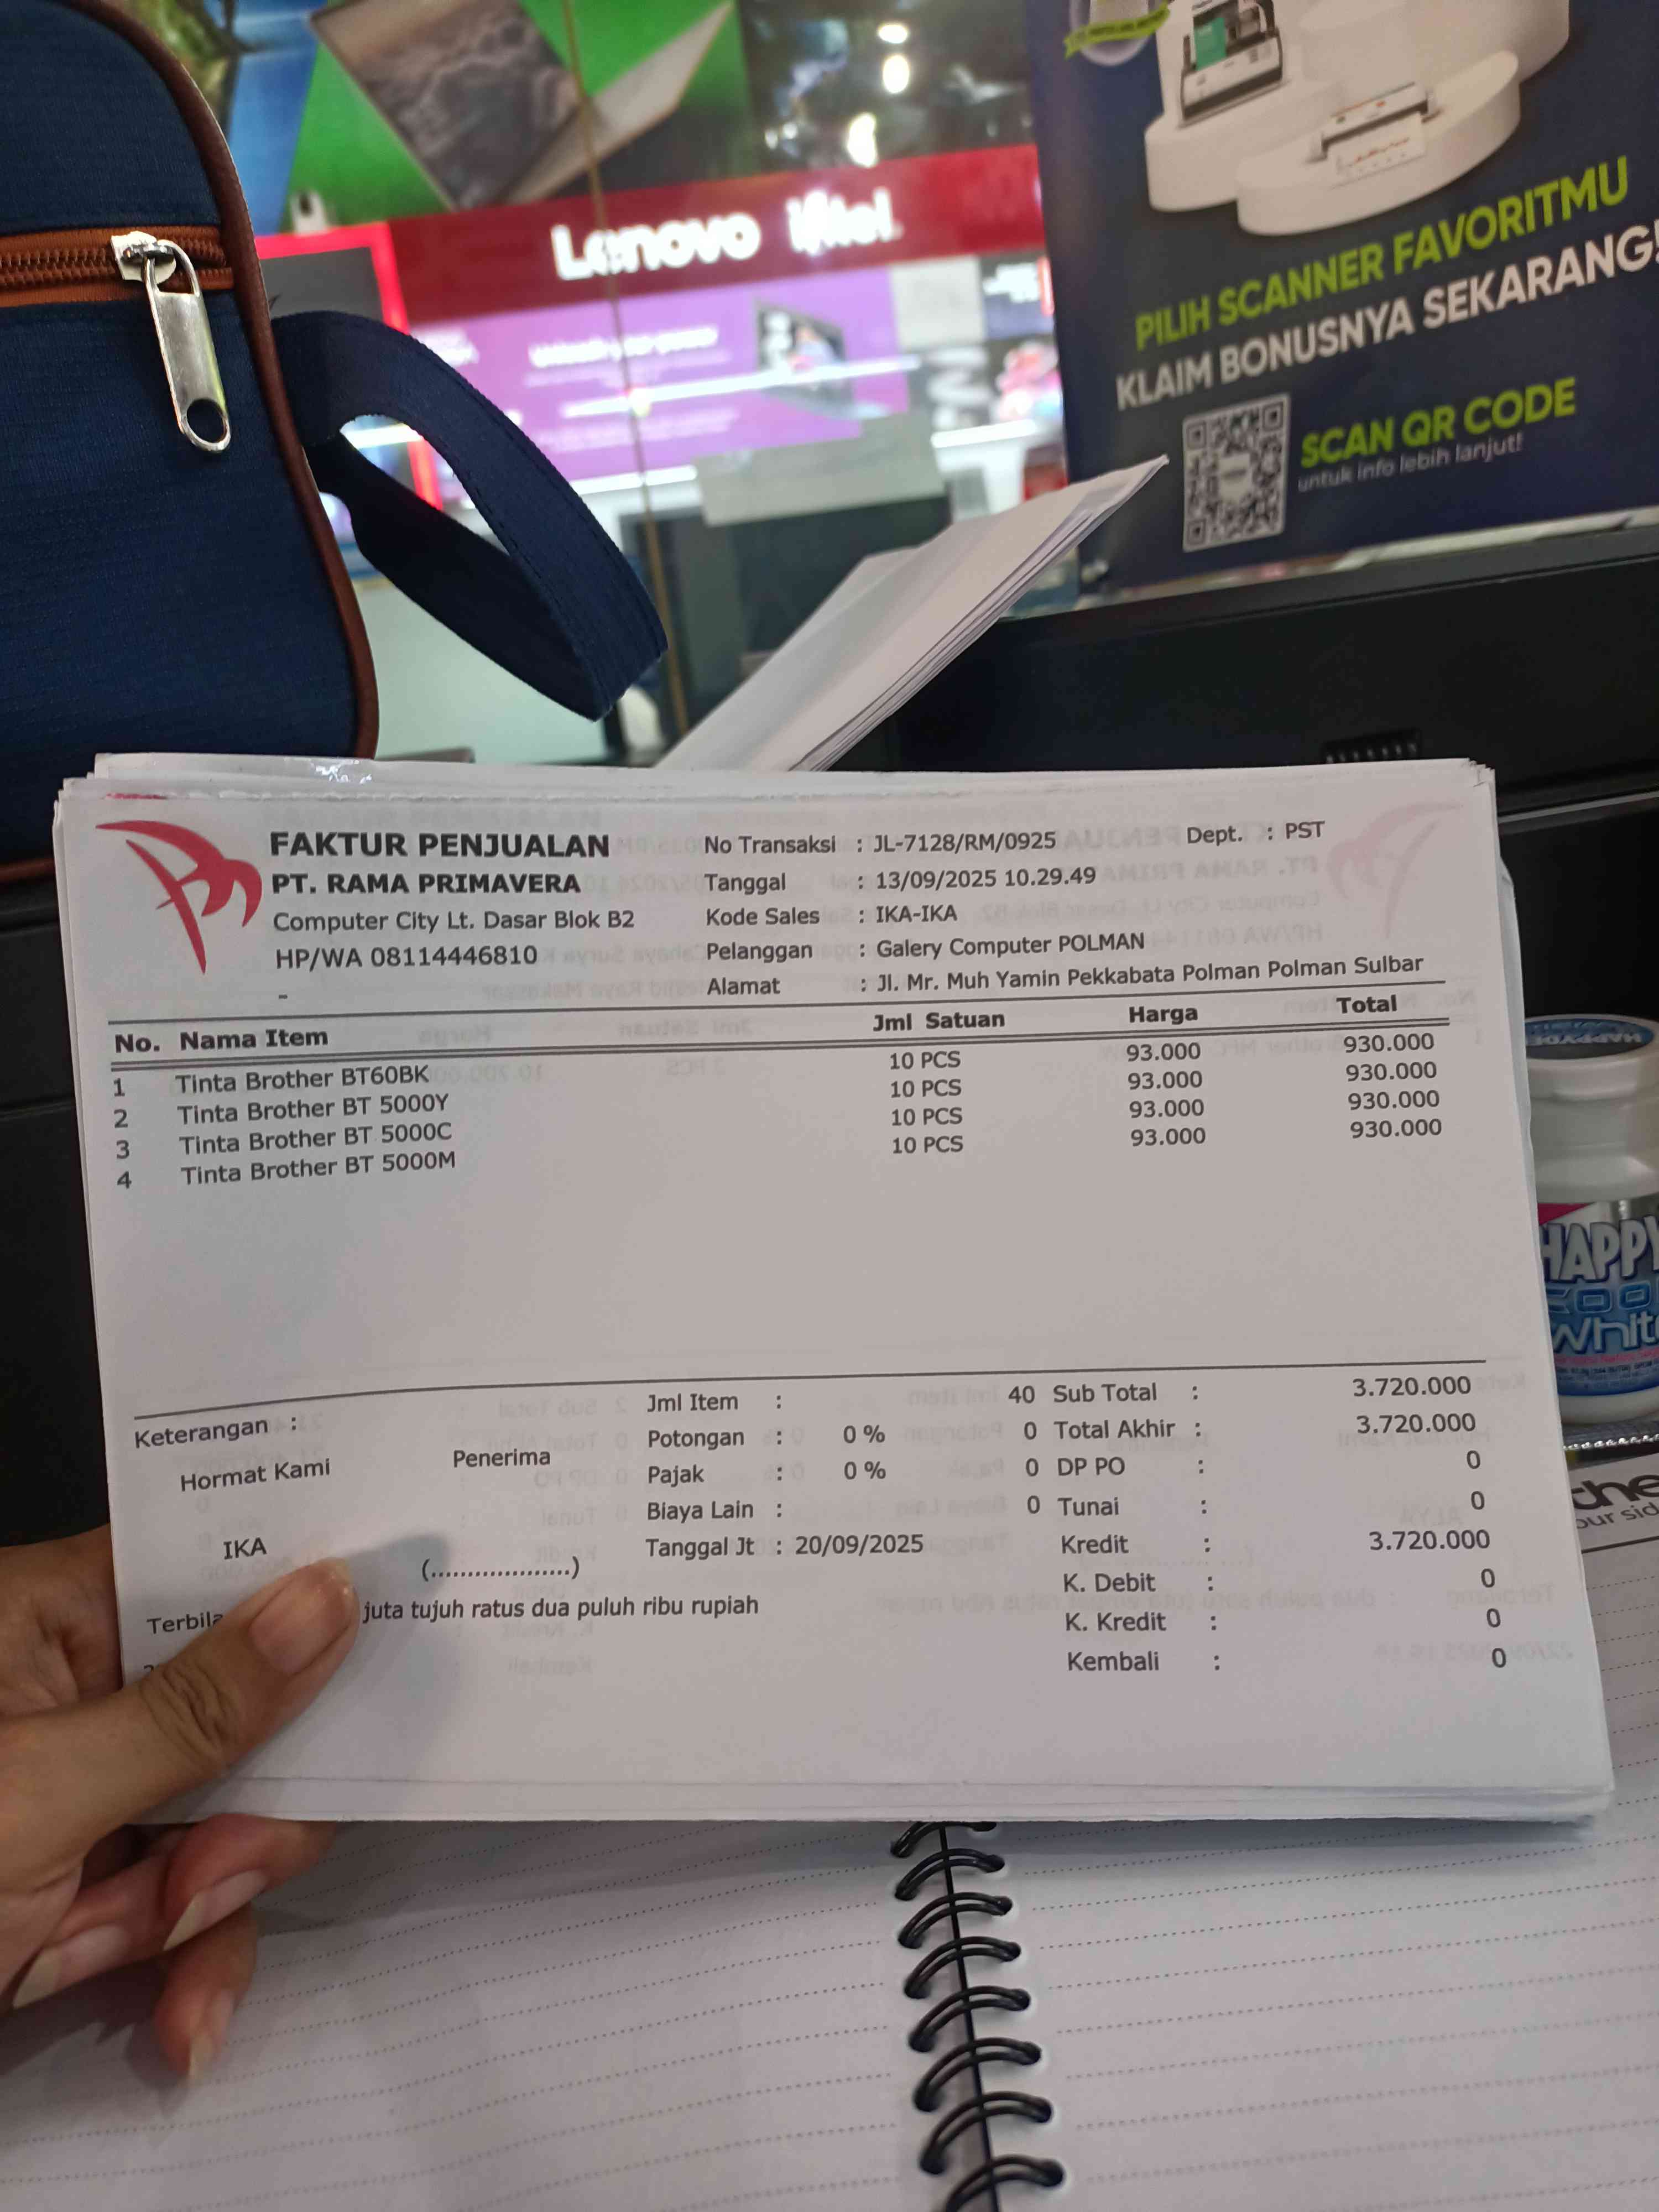 Lenovo intel.
PILIH SCANNER FAVORITMU
KLAIM BONUSNYA SEKARANG!
SCAN QR CODE
untuk info lebih lanjut!
FAKTUR PENJUALAN
PT. RAMA PRIMAVERA
Computer City Lt. Dasar Blok B2
HP/WA 08114446810
-
No Transaksi : JL-7128/RM/0925 Dept. : PST
Tanggal : 13/09/2025 10.29.49
Kode Sales : IKA-IKA
Pelanggan : Galery Computer POLMAN
Alamat : Jl. Mr. Muh Yamin Pekkabata Polman Polman Sulbar
No. Nama Item Jml Satuan Harga Total
1 Tinta Brother BT60BK 10 PCS 93.000 930.000
2 Tinta Brother BT 5000Y 10 PCS 93.000 930.000
3 Tinta Brother BT 5000C 10 PCS 93.000 930.000
4 Tinta Brother BT 5000M 10 PCS 93.000 930.000
Keterangan :
Hormat Kami Penerima
IKA (....................)
Jml Item : 40 Sub Total : 3.720.000
Potongan : 0 % 0 Total Akhir : 3.720.000
Pajak : 0 % 0 DP PO : 0
Biaya Lain : 0 Tunai : 0
Tanggal Jt : 20/09/2025 Kredit : 3.720.000
K. Debit : 0
K. Kredit : 0
Kembali : 0
juta tujuh ratus dua puluh ribu rupiah
HAPPY
COOL
White